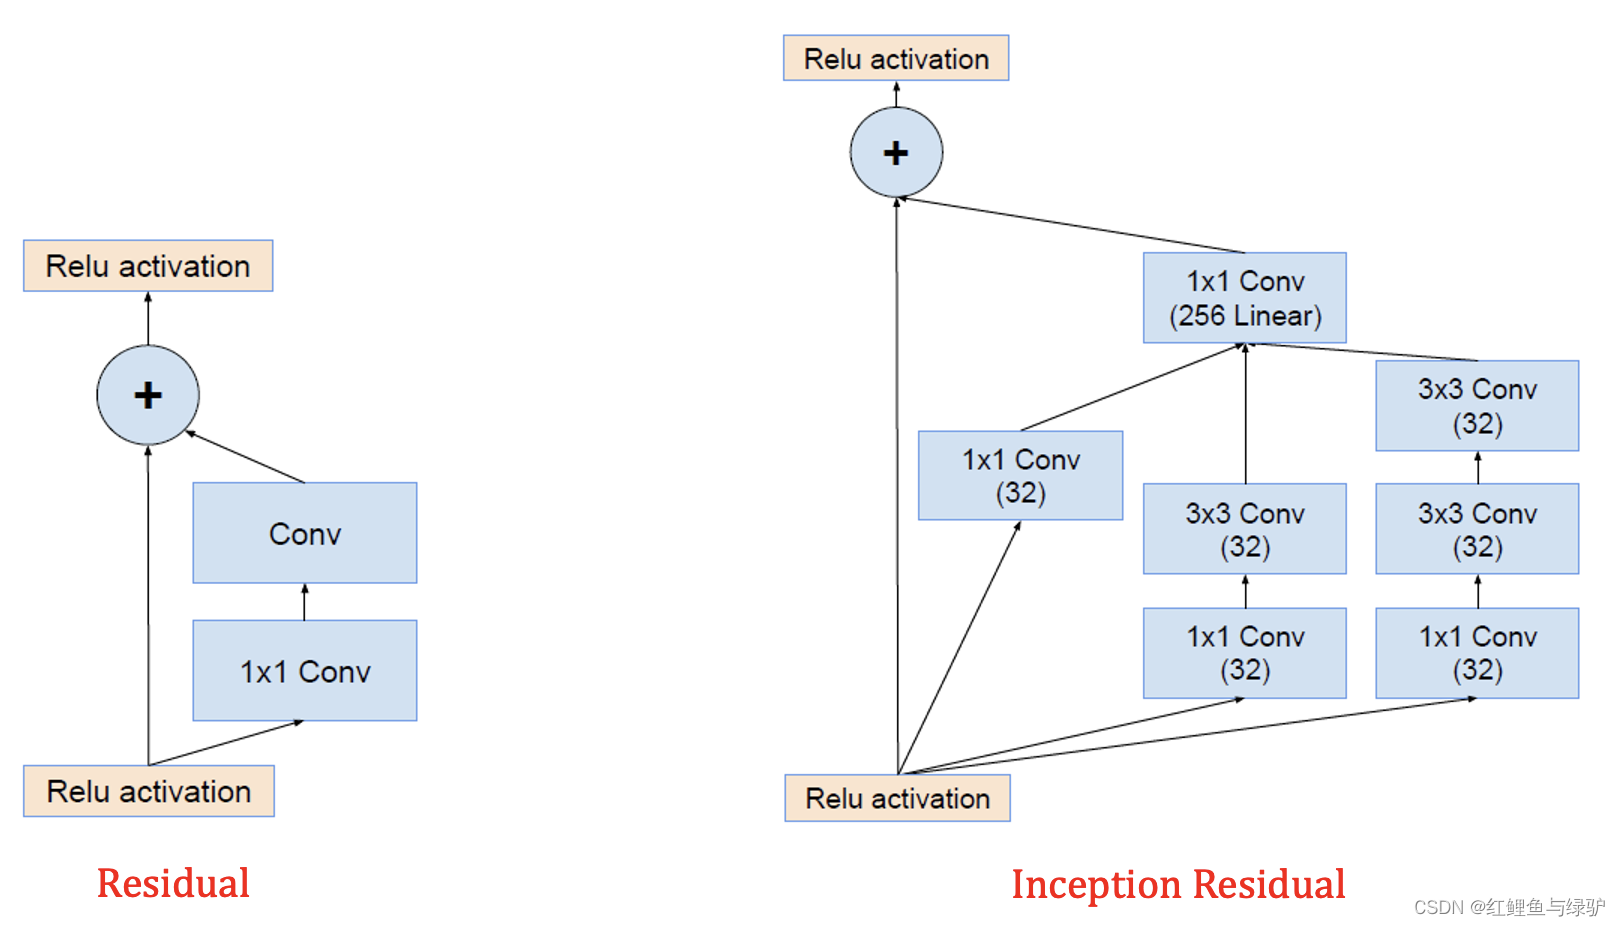 Relu activation
+
Conv
1x1 Conv
Relu activation
Residual
Relu activation
+
1x1 Conv
(256 Linear)
3x3 Conv
(32)
1x1 Conv
(32)
3x3 Conv
(32)
3x3 Conv
(32)
1x1 Conv
(32)
1x1 Conv
(32)
Relu activation
Inception Residual
CSDN @红鲤鱼与绿驴